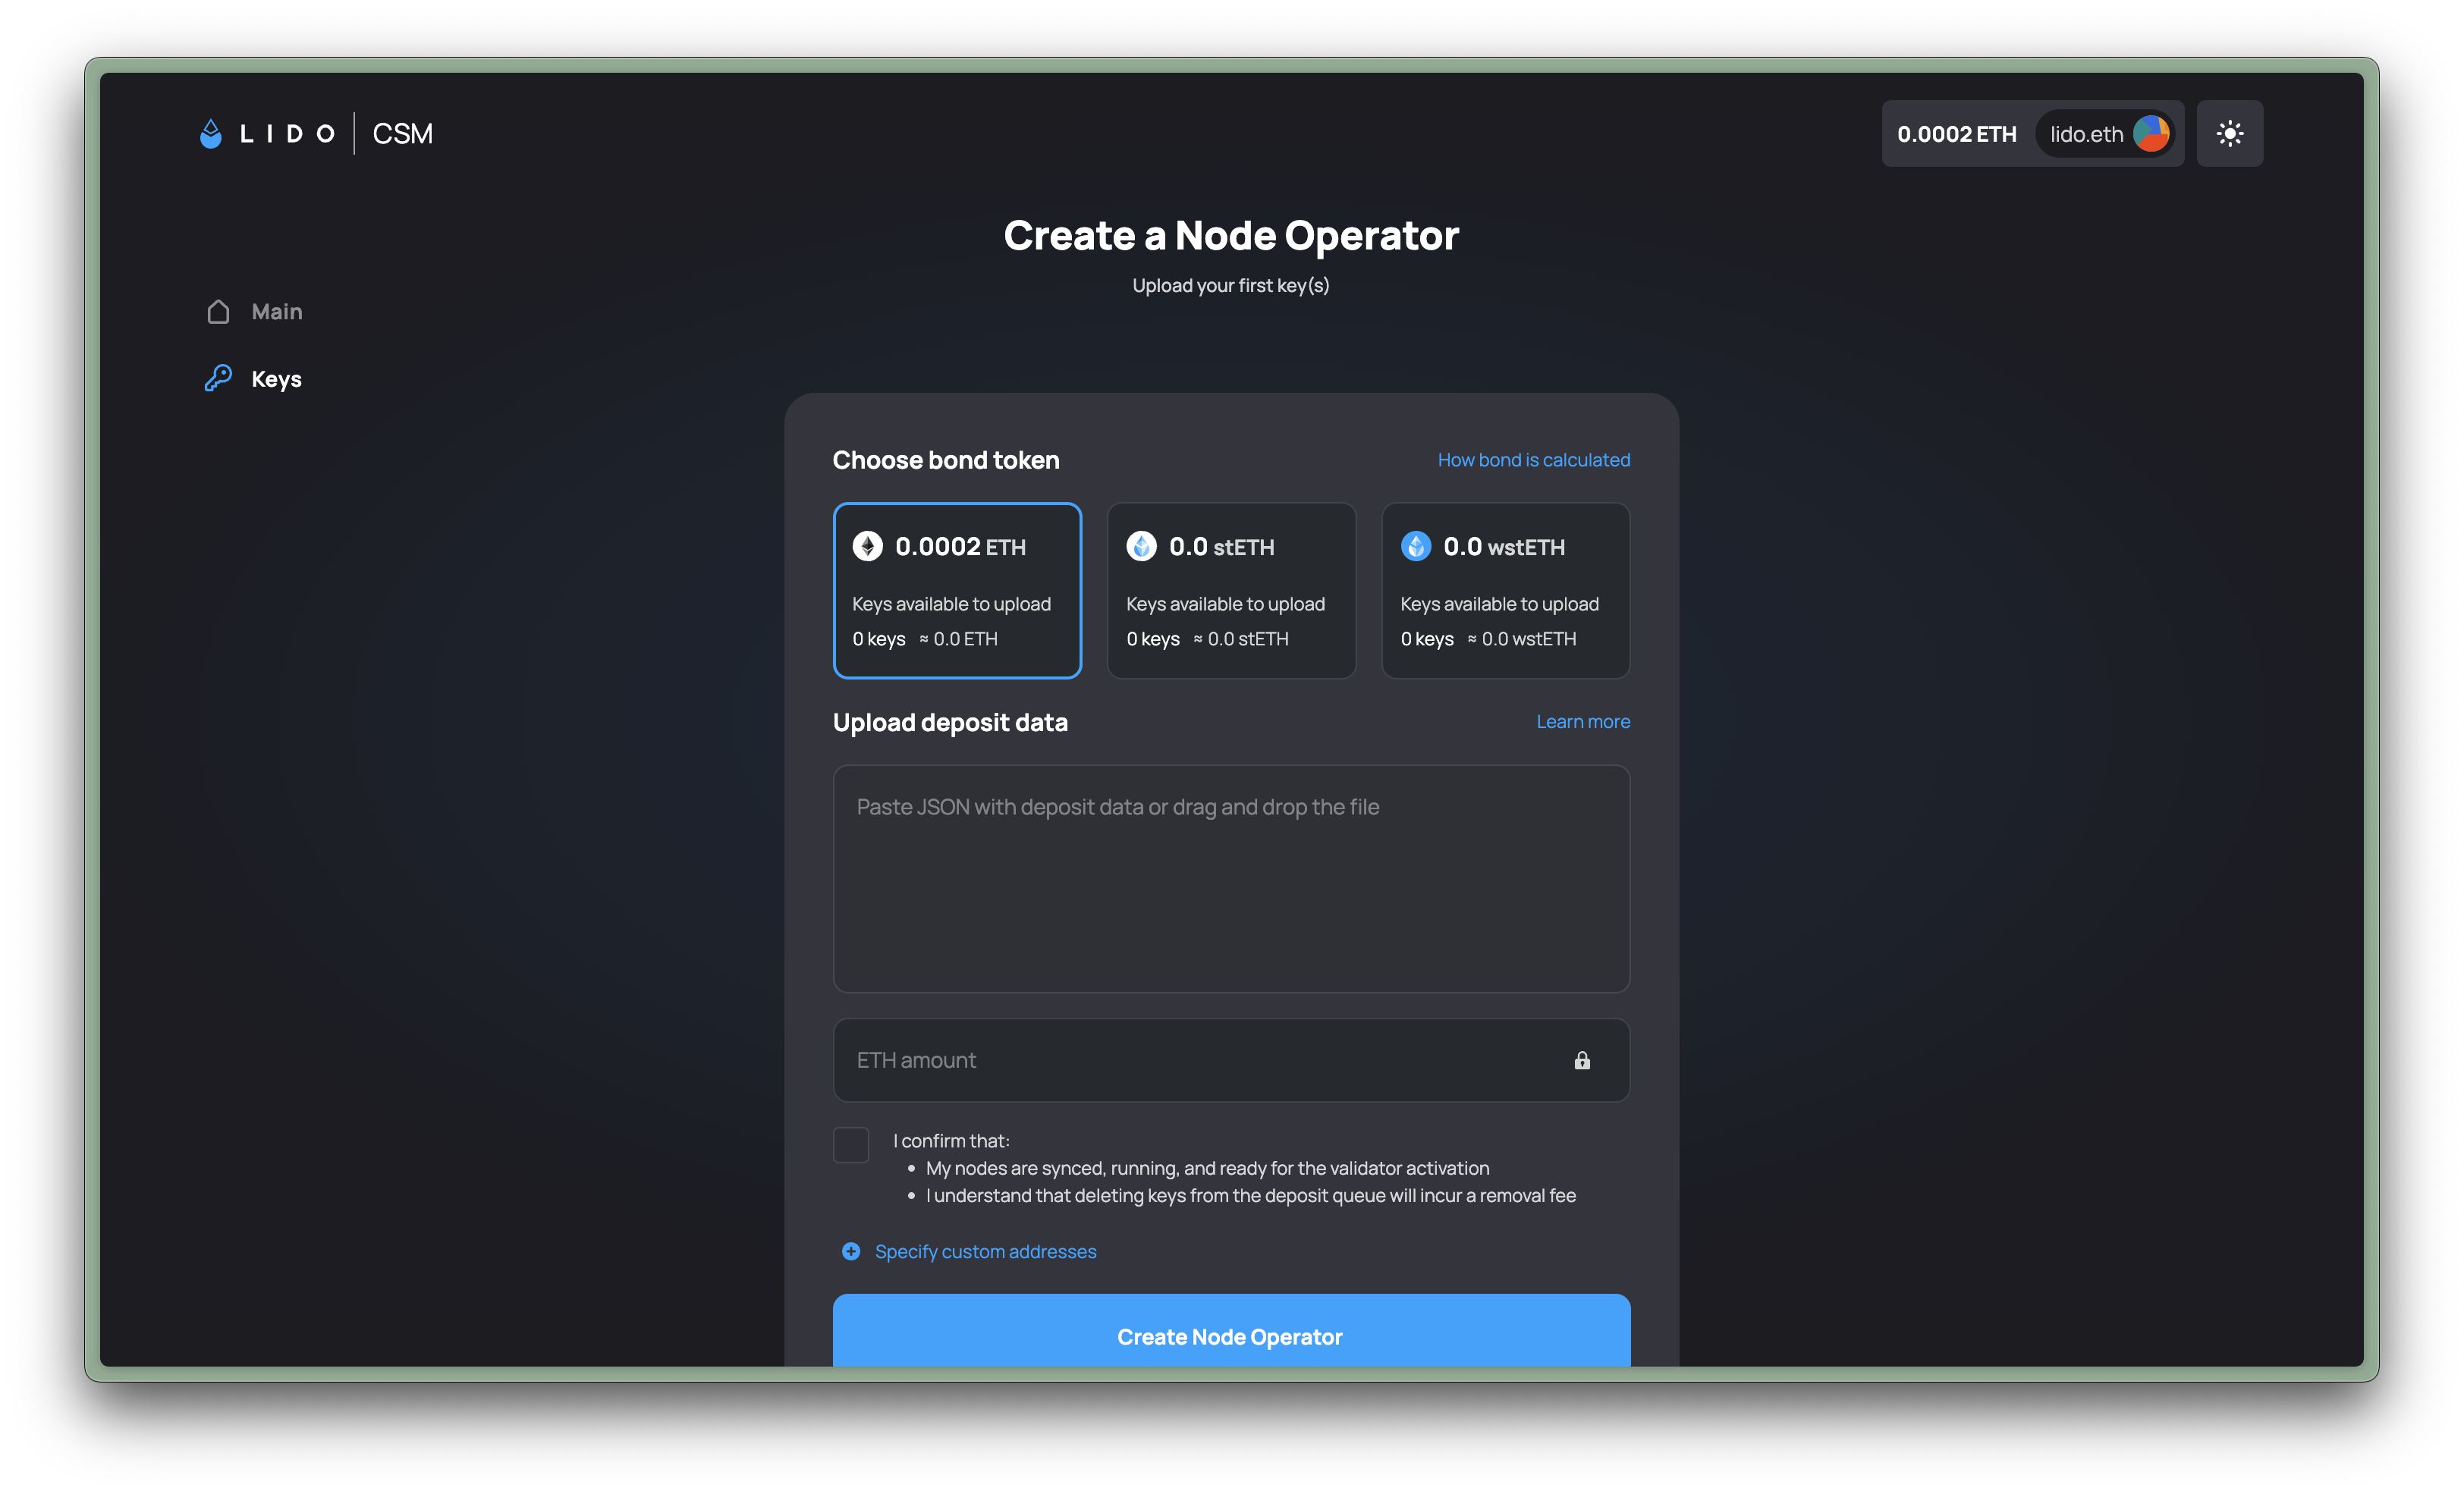 LIDO | CSM
0.0002 ETH lido.eth
Create a Node Operator
Upload your first key(s)
Main
Keys
Choose bond token
How bond is calculated
0.0002 ETH
Keys available to upload
0 keys ≈ 0.0 ETH
0.0 stETH
Keys available to upload
0 keys ≈ 0.0 stETH
0.0 wstETH
Keys available to upload
0 keys ≈ 0.0 wstETH
Upload deposit data
Learn more
Paste JSON with deposit data or drag and drop the file
ETH amount
I confirm that:
• My nodes are synced, running, and ready for the validator activation
• I understand that deleting keys from the deposit queue will incur a removal fee
Specify custom addresses
Create Node Operator